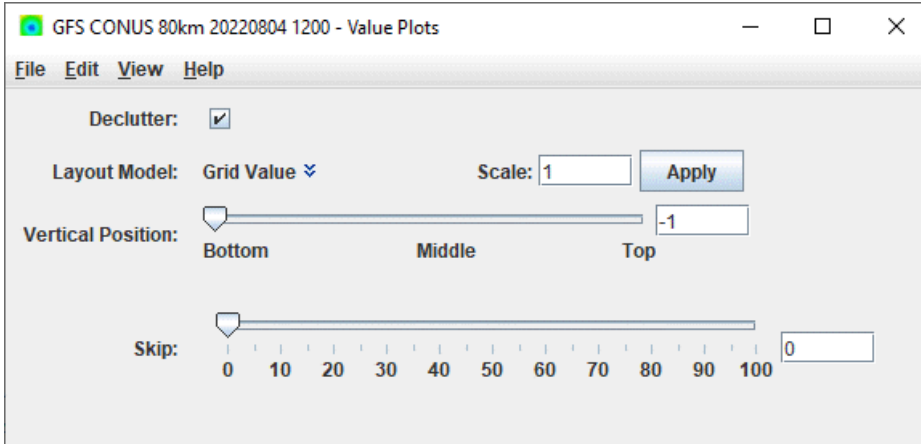 GFS CONUS 80km 20220804 1200 - Value Plots
File Edit View Help
Declutter:
Layout Model: Grid Value Scale: 1 Apply
Vertical Position: -1
Bottom Middle Top
Skip: 0
0 10 20 30 40 50 60 70 80 90 100